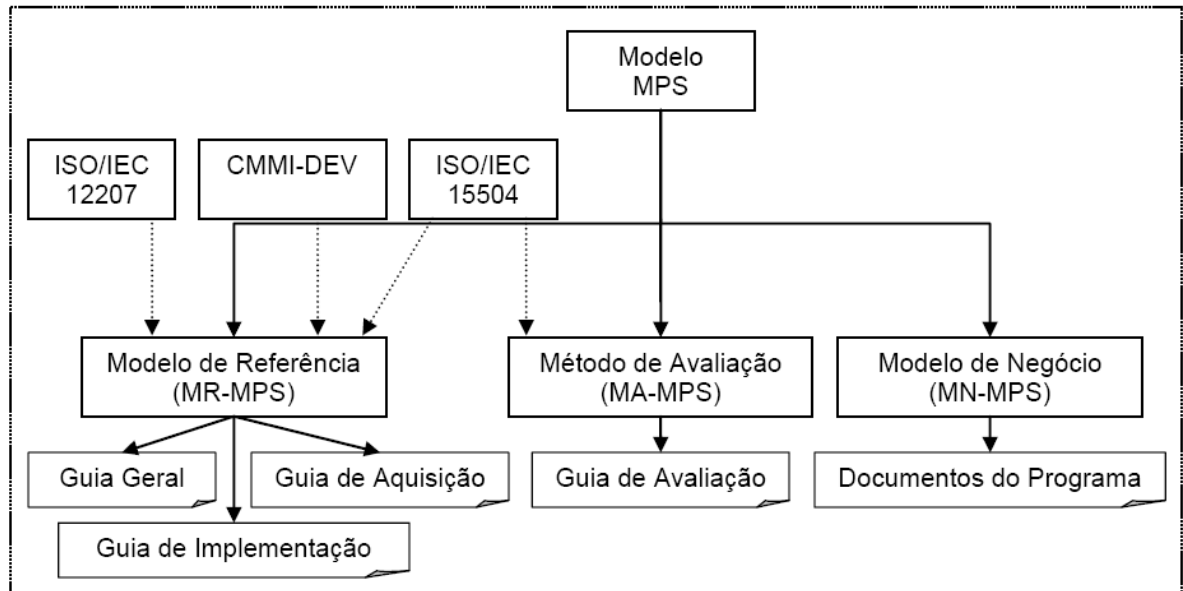 Modelo
MPS
ISO/IEC
12207
CMMI-DEV
ISO/IEC
15504
Modelo de Referência
(MR-MPS)
Método de Avaliação
(MA-MPS)
Modelo de Negócio
(MN-MPS)
Guia Geral
Guia de Aquisição
Guia de Avaliação
Documentos do Programa
Guia de Implementação